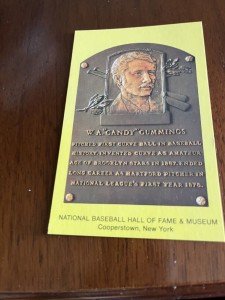 W. A. "CANDY" CUMMINGS
PITCHED FIRST CURVE BALL IN BASEBALL
HISTORY. INVENTED CURVE AS AMATEUR
ACE OF BROOKLYN STARS IN 1867. ENDED
LONG CAREER AS HARTFORD PITCHER IN
NATIONAL LEAGUE'S FIRST YEAR 1876.
NATIONAL BASEBALL HALL OF FAME & MUSEUM
Cooperstown, New York